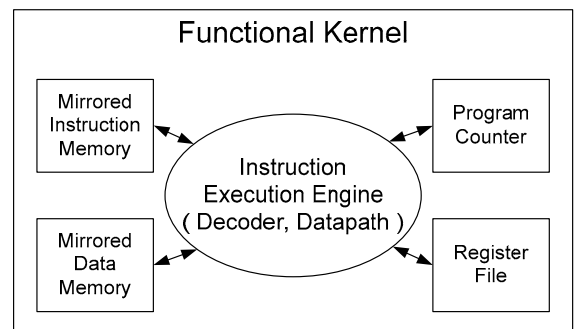 Functional Kernel
Mirrored
Instruction
Memory
Program
Counter
Instruction
Execution Engine
( Decoder, Datapath )
Mirrored
Data
Memory
Register
File